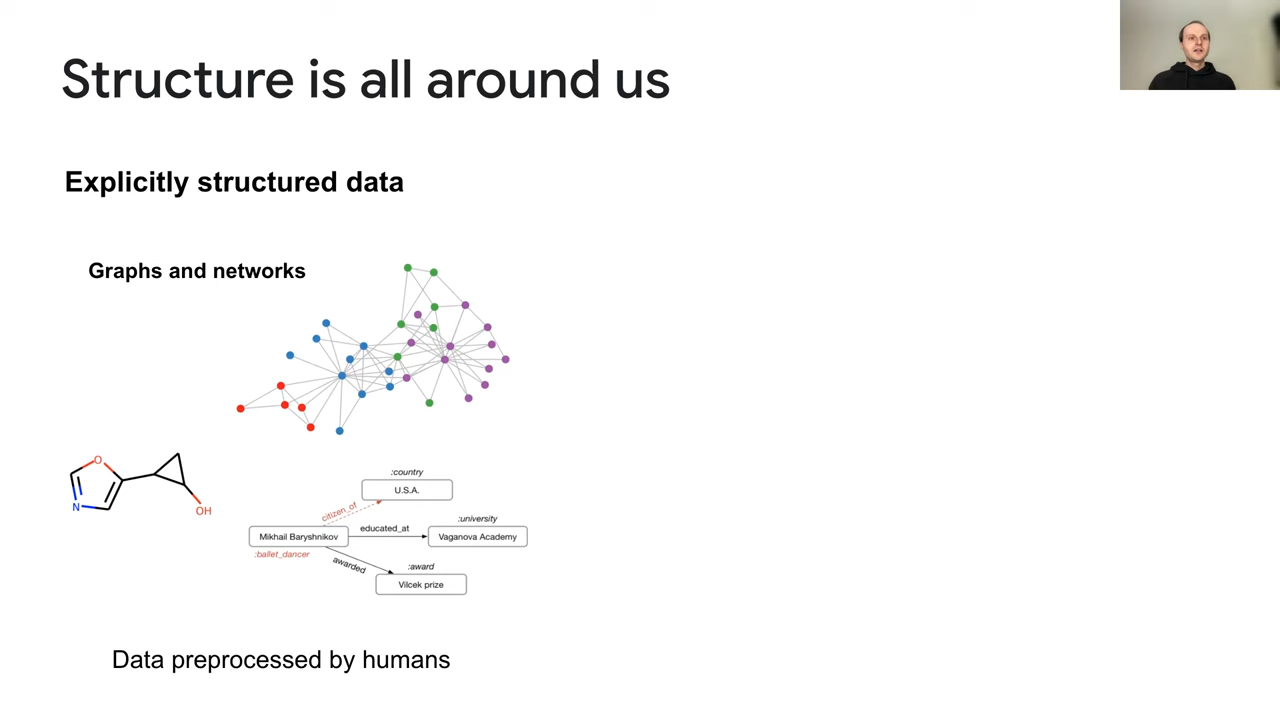 Structure is all around us
Explicitly structured data
Graphs and networks
O
N
OH
:country
U.S.A.
citizen_of
:university
Mikhail Baryshnikov
educated_at
Vaganova Academy
:ballet_dancer
awarded
:award
Vilcek prize
Data preprocessed by humans